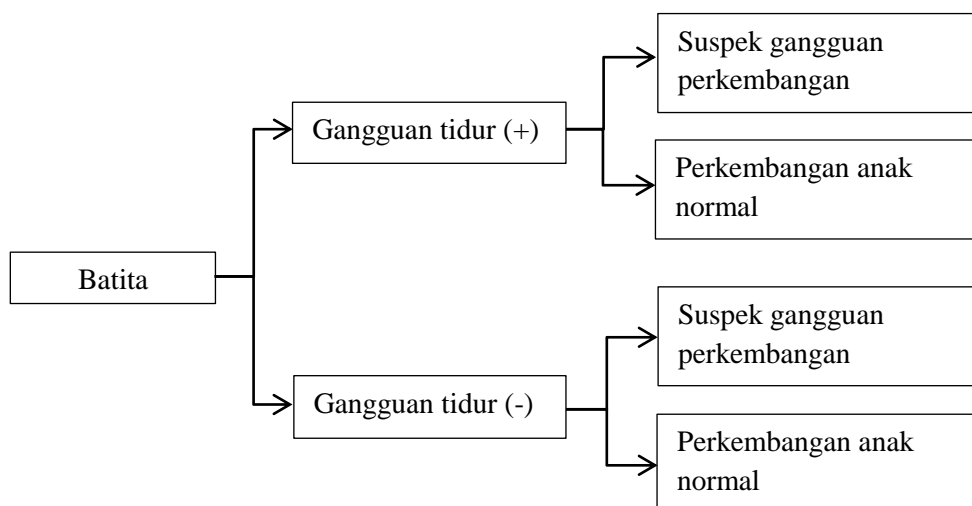 Suspek gangguan
perkembangan
Gangguan tidur (+)
Perkembangan anak
normal
Batita
Suspek gangguan
perkembangan
Gangguan tidur (-)
Perkembangan anak
normal